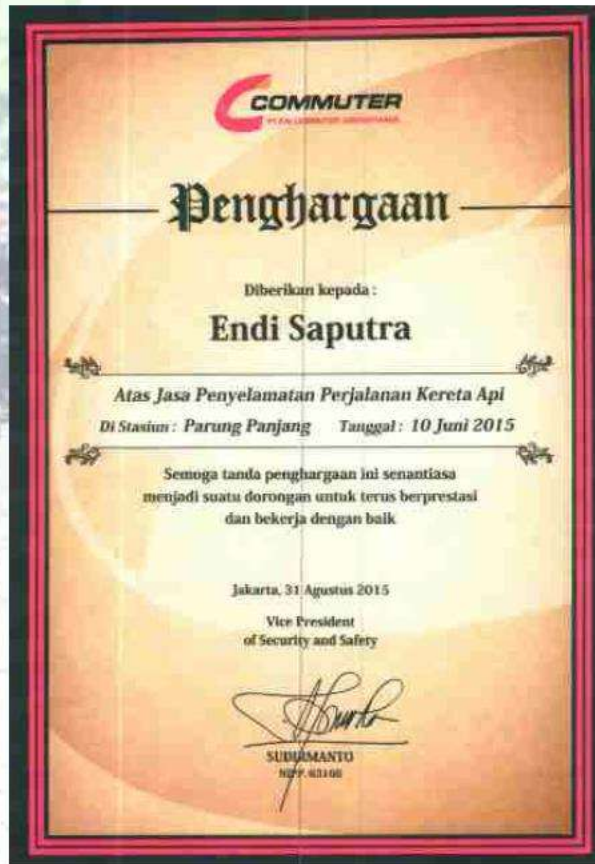 COMMUTER
Penghargaan
Diberikan kepada :
Endi Saputra
Atas Jasa Penyelamatan Perjalanan Kereta Api
Di Stasiun : Parung Panjang Tanggal : 10 Juni 2015
Semoga tanda penghargaan ini senantiasa
menjadi suatu dorongan untuk terus berprestasi
dan bekerja dengan baik
Jakarta, 31 Agustus 2015
Vice President
of Security and Safety
SUDIRMANTO